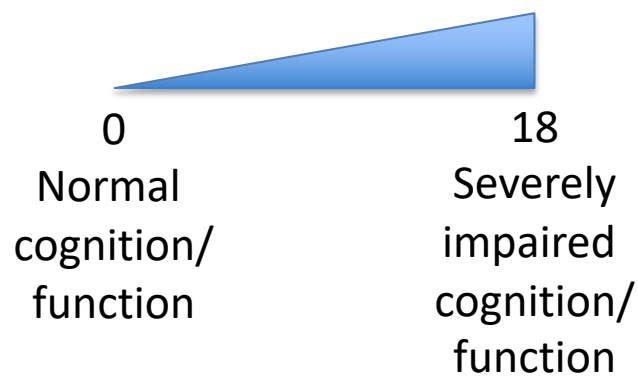 0
Normal
cognition/
function
18
Severely
impaired
cognition/
function